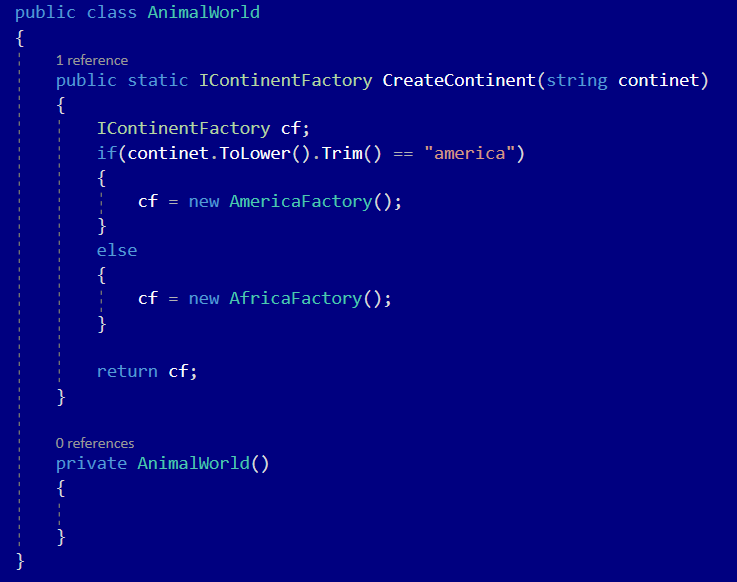 public class AnimalWorld
{
1 reference
public static IContinentFactory CreateContinent(string continet)
{
IContinentFactory cf;
if(continet.ToLower().Trim() == "america")
{
cf = new AmericaFactory();
}
else
{
cf = new AfricaFactory();
}
return cf;
}
0 references
private AnimalWorld()
{
}
}